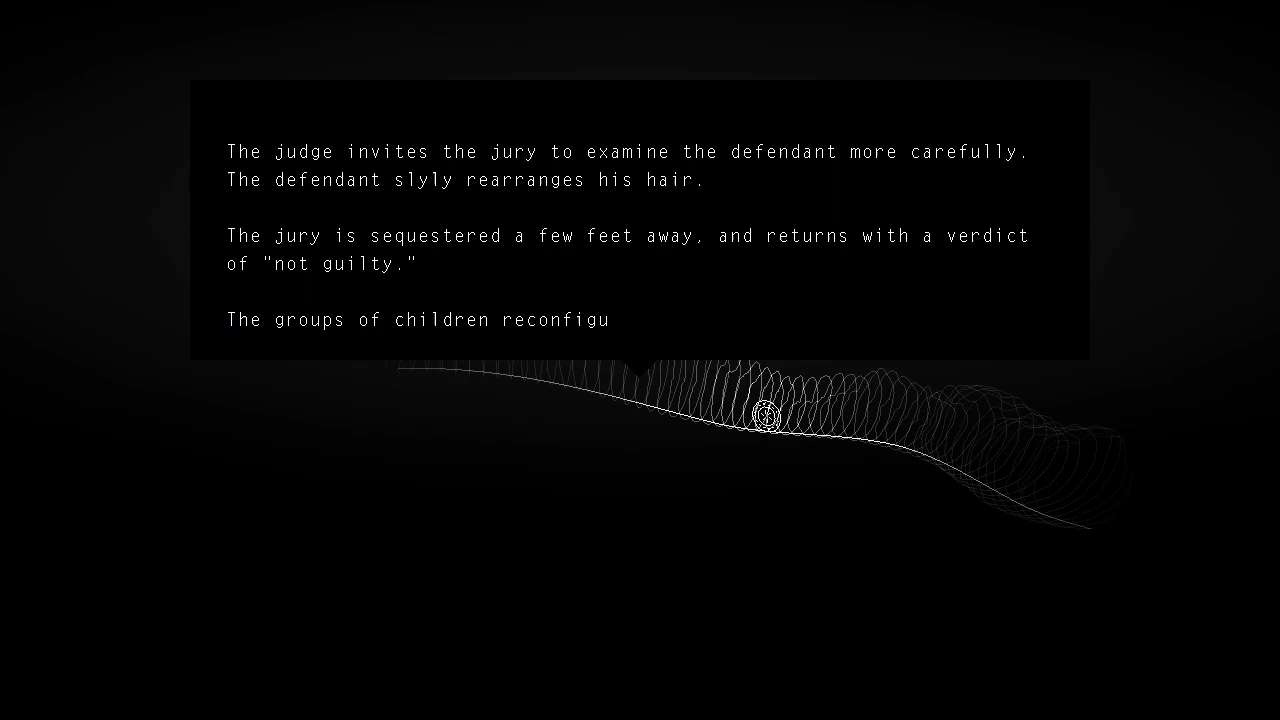 The judge invites the jury to examine the defendant more carefully.
The defendant slyly rearranges his hair.
The jury is sequestered a few feet away, and returns with a verdict
of "not guilty."
The groups of children reconfigu